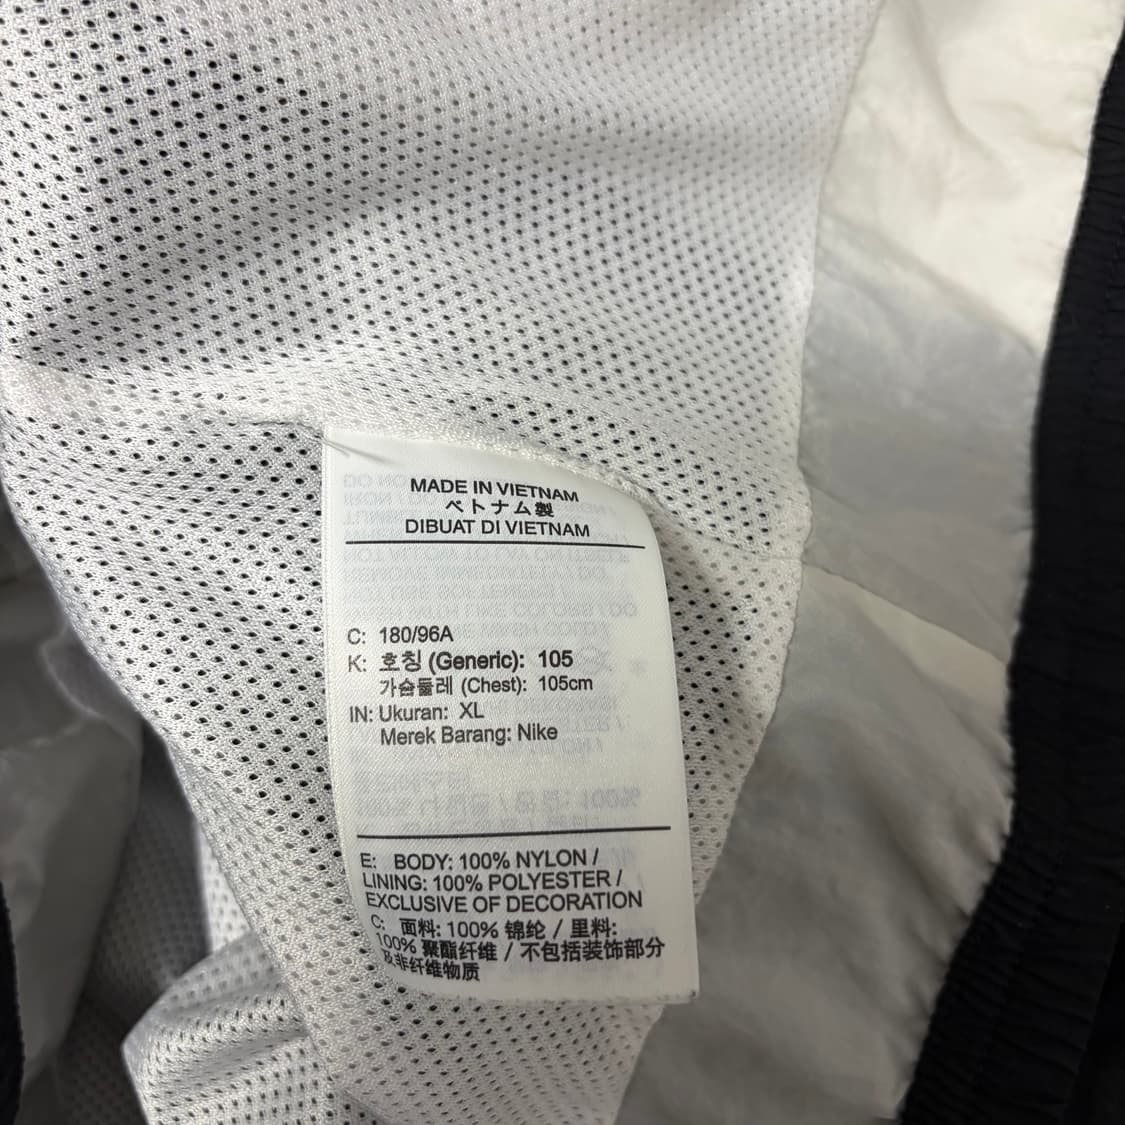 MADE IN VIETNAM
ベトナム製
DIBUAT DI VIETNAM
C: 180/96A
K: 호칭 (Generic): 105
가슴둘레 (Chest): 105cm
IN: Ukuran: XL
Merek Barang: Nike
E: BODY: 100% NYLON /
LINING: 100% POLYESTER /
EXCLUSIVE OF DECORATION
C: 面料: 100% 锦纶 / 里料:
100% 聚酯纤维 / 不包括装饰部分
及非纤维物质